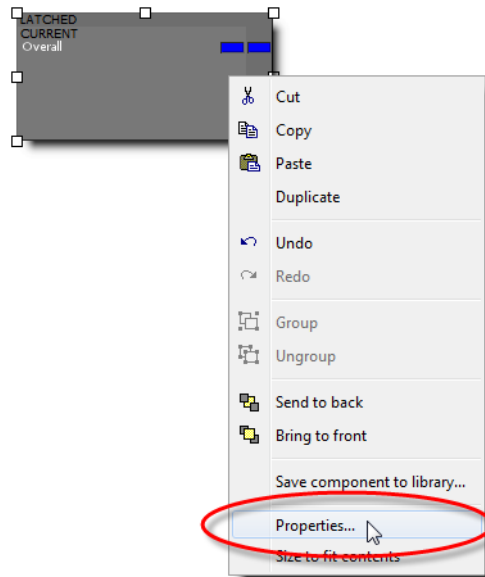 LATCHED
CURRENT
Overall
Cut
Copy
Paste
Duplicate
Undo
Redo
Group
Ungroup
Send to back
Bring to front
Save component to library...
Properties...
Size to fit contents